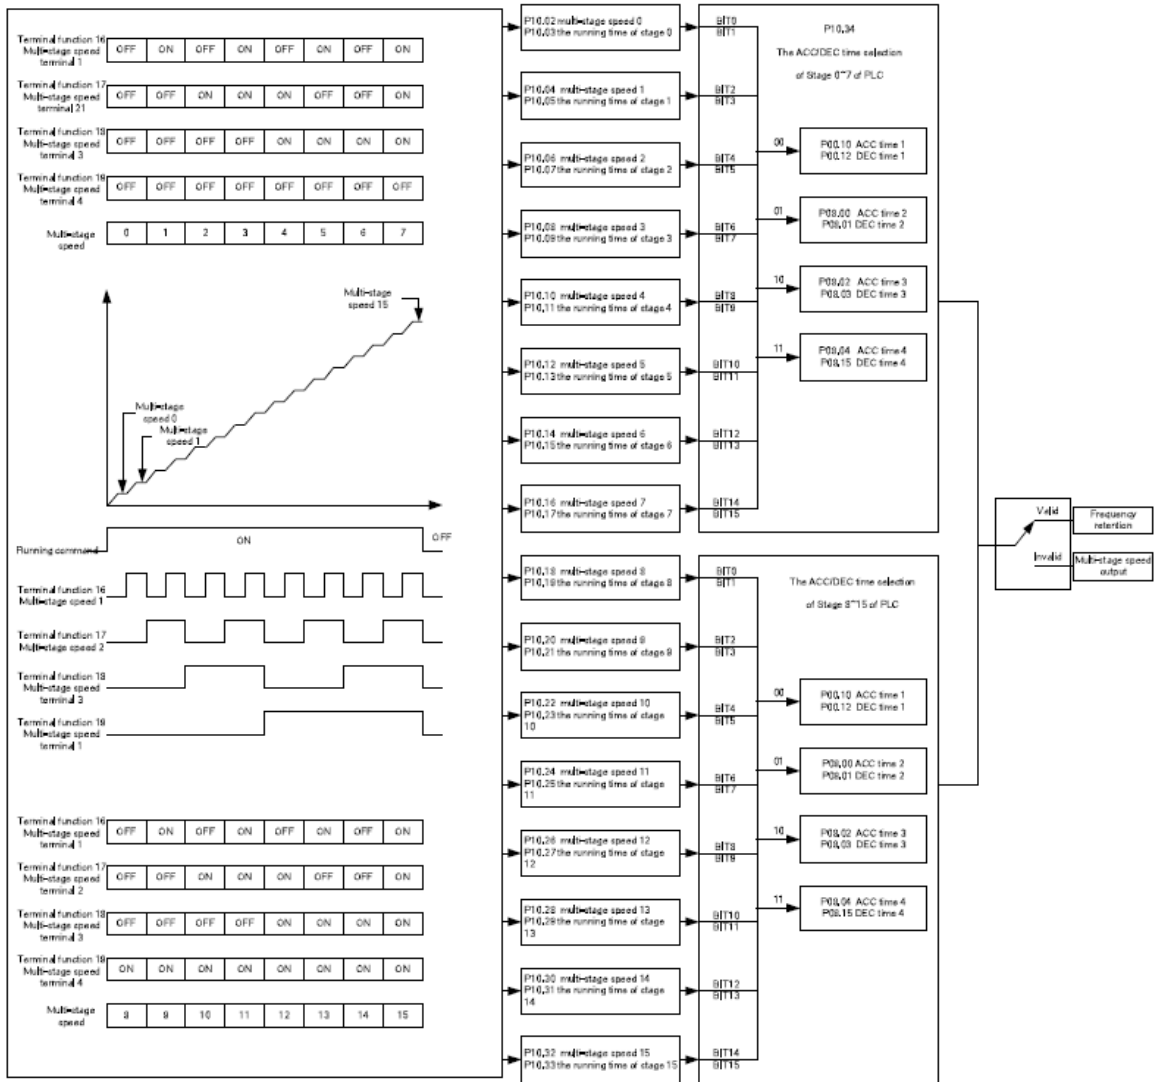 Terminal function 16
Multi-stage speed
terminal 1
OFF ON OFF ON OFF ON OFF ON
Terminal function 17
Multi-stage speed
terminal 21
OFF OFF ON ON ON OFF OFF ON
Terminal function 18
Multi-stage speed
terminal 3
OFF OFF OFF OFF ON ON ON ON
Terminal function 19
Multi-stage speed
terminal 4
OFF OFF OFF OFF OFF OFF OFF OFF
Multi-stage
speed
0 1 2 3 4 5 6 7
Multi-stage
speed 15
Multi-stage
speed 0
Multi-stage
speed 1
Running command
ON
OFF
Terminal function 16
Multi-stage speed 1
Terminal function 17
Multi-stage speed 2
Terminal function 18
Multi-stage speed
terminal 3
Terminal function 19
Multi-stage speed
terminal 1
Terminal function 16
Multi-stage speed
terminal 1
OFF ON OFF ON OFF ON OFF ON
Terminal function 17
Multi-stage speed
terminal 2
OFF OFF ON ON ON OFF OFF ON
Terminal function 18
Multi-stage speed
terminal 3
OFF OFF OFF OFF ON ON ON ON
Terminal function 19
Multi-stage speed
terminal 4
ON ON ON ON ON ON ON ON
Multi-stage
speed
8 9 10 11 12 13 14 15
P10.02 multi-stage speed 0
P10.03 the running time of stage 0
P10.04 multi-stage speed 1
P10.05 the running time of stage 1
P10.06 multi-stage speed 2
P10.07 the running time of stage 2
P10.08 multi-stage speed 3
P10.09 the running time of stage 3
P10.10 multi-stage speed 4
P10.11 the running time of stage 4
P10.12 multi-stage speed 5
P10.13 the running time of stage 5
P10.14 multi-stage speed 6
P10.15 the running time of stage 6
P10.16 multi-stage speed 7
P10.17 the running time of stage 7
P10.18 multi-stage speed 8
P10.19 the running time of stage 8
P10.20 multi-stage speed 9
P10.21 the running time of stage 9
P10.22 multi-stage speed 10
P10.23 the running time of stage
10
P10.24 multi-stage speed 11
P10.25 the running time of stage
11
P10.26 multi-stage speed 12
P10.27 the running time of stage
12
P10.28 multi-stage speed 13
P10.29 the running time of stage
13
P10.30 multi-stage speed 14
P10.31 the running time of stage
14
P10.32 multi-stage speed 15
P10.33 the running time of stage 15
BIT0
BIT1
BIT2
BIT3
BIT4
BIT5
BIT6
BIT7
BIT8
BIT9
BIT10
BIT11
BIT12
BIT13
BIT14
BIT15
P10.34
The ACC/DEC time selection
of Stage 0~7 of PLC
00
P00.10 ACC time 1
P00.12 DEC time 1
01
P08.00 ACC time 2
P08.01 DEC time 2
10
P08.02 ACC time 3
P08.03 DEC time 3
11
P08.04 ACC time 4
P08.15 DEC time 4
BIT0
BIT1
BIT2
BIT3
BIT4
BIT5
BIT6
BIT7
BIT8
BIT9
BIT10
BIT11
BIT12
BIT13
BIT14
BIT15
The ACC/DEC time selection
of Stage 8~15 of PLC
00
P00.10 ACC time 1
P00.12 DEC time 1
01
P08.00 ACC time 2
P08.01 DEC time 2
10
P08.02 ACC time 3
P08.03 DEC time 3
11
P08.04 ACC time 4
P08.15 DEC time 4
Valid
Frequency
retention
Invalid
Multi-stage speed
output